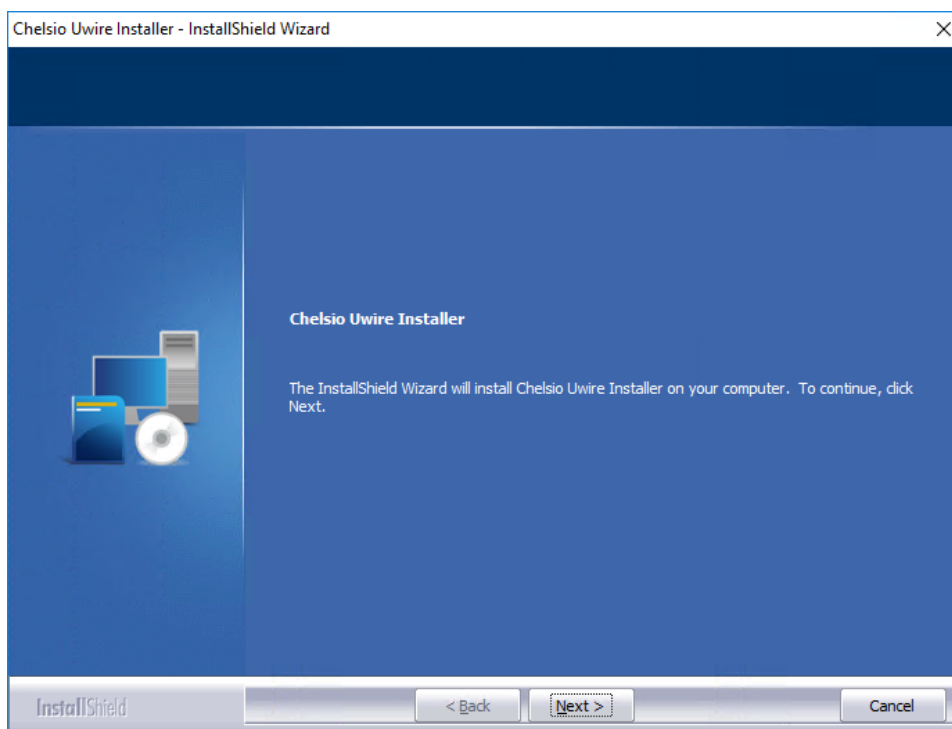 Chelsio Uwire Installer - InstallShield Wizard
Chelsio Uwire Installer
The InstallShield Wizard will install Chelsio Uwire Installer on your computer.  To continue, click
Next.
InstallShield
< Back
Next >
Cancel